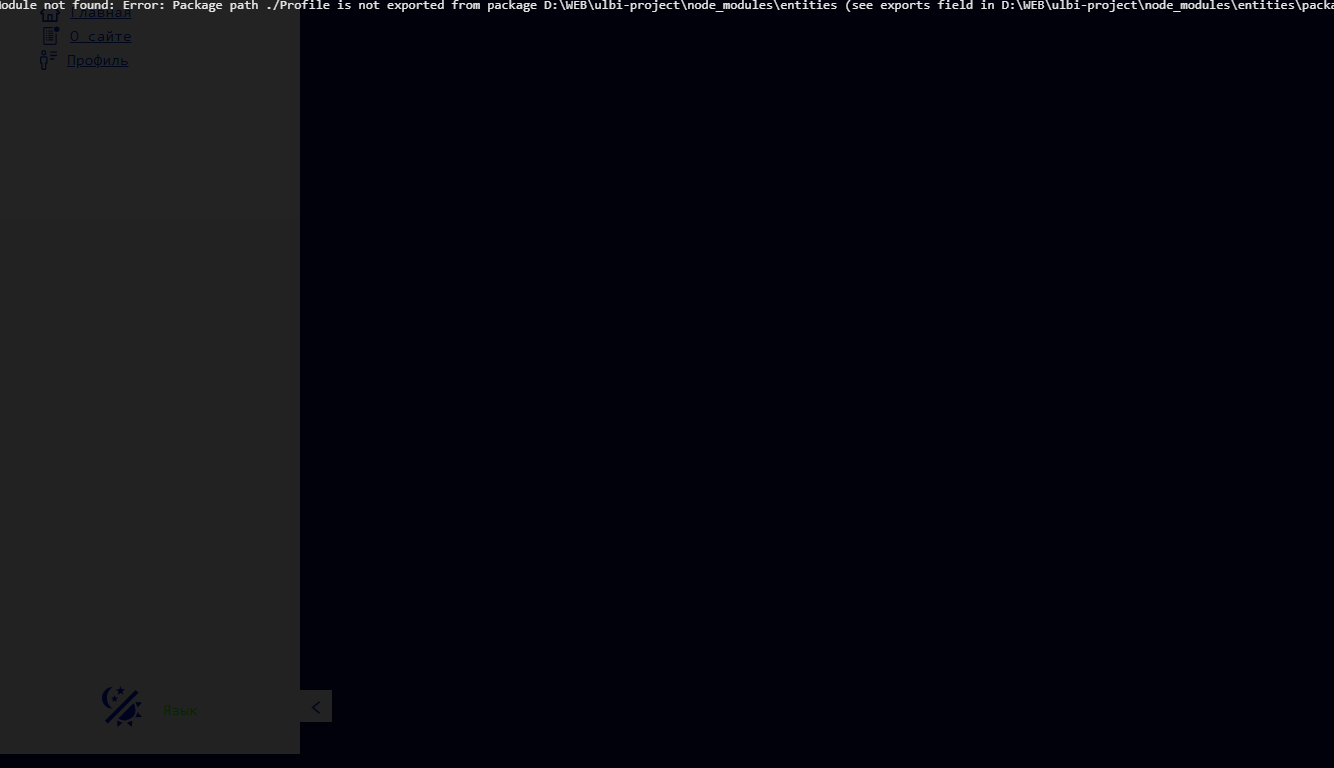 Module not found: Error: Package path ./Profile is not exported from package D:\WEB\ulbi-project\node_modules\entities (see exports field in D:\WEB\ulbi-project\node_modules\entities\packa
Главная
О сайте
Профиль
Язык